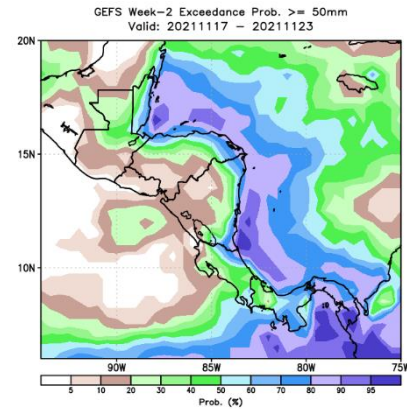 GEFS Week−2 Exceedance Prob. >= 50mm
Valid: 20211117 − 20211123
20N
15N
10N
90W 85W 80W 75W
5 10 20 30 40 50 60 70 80 90 95
Prob. (%)